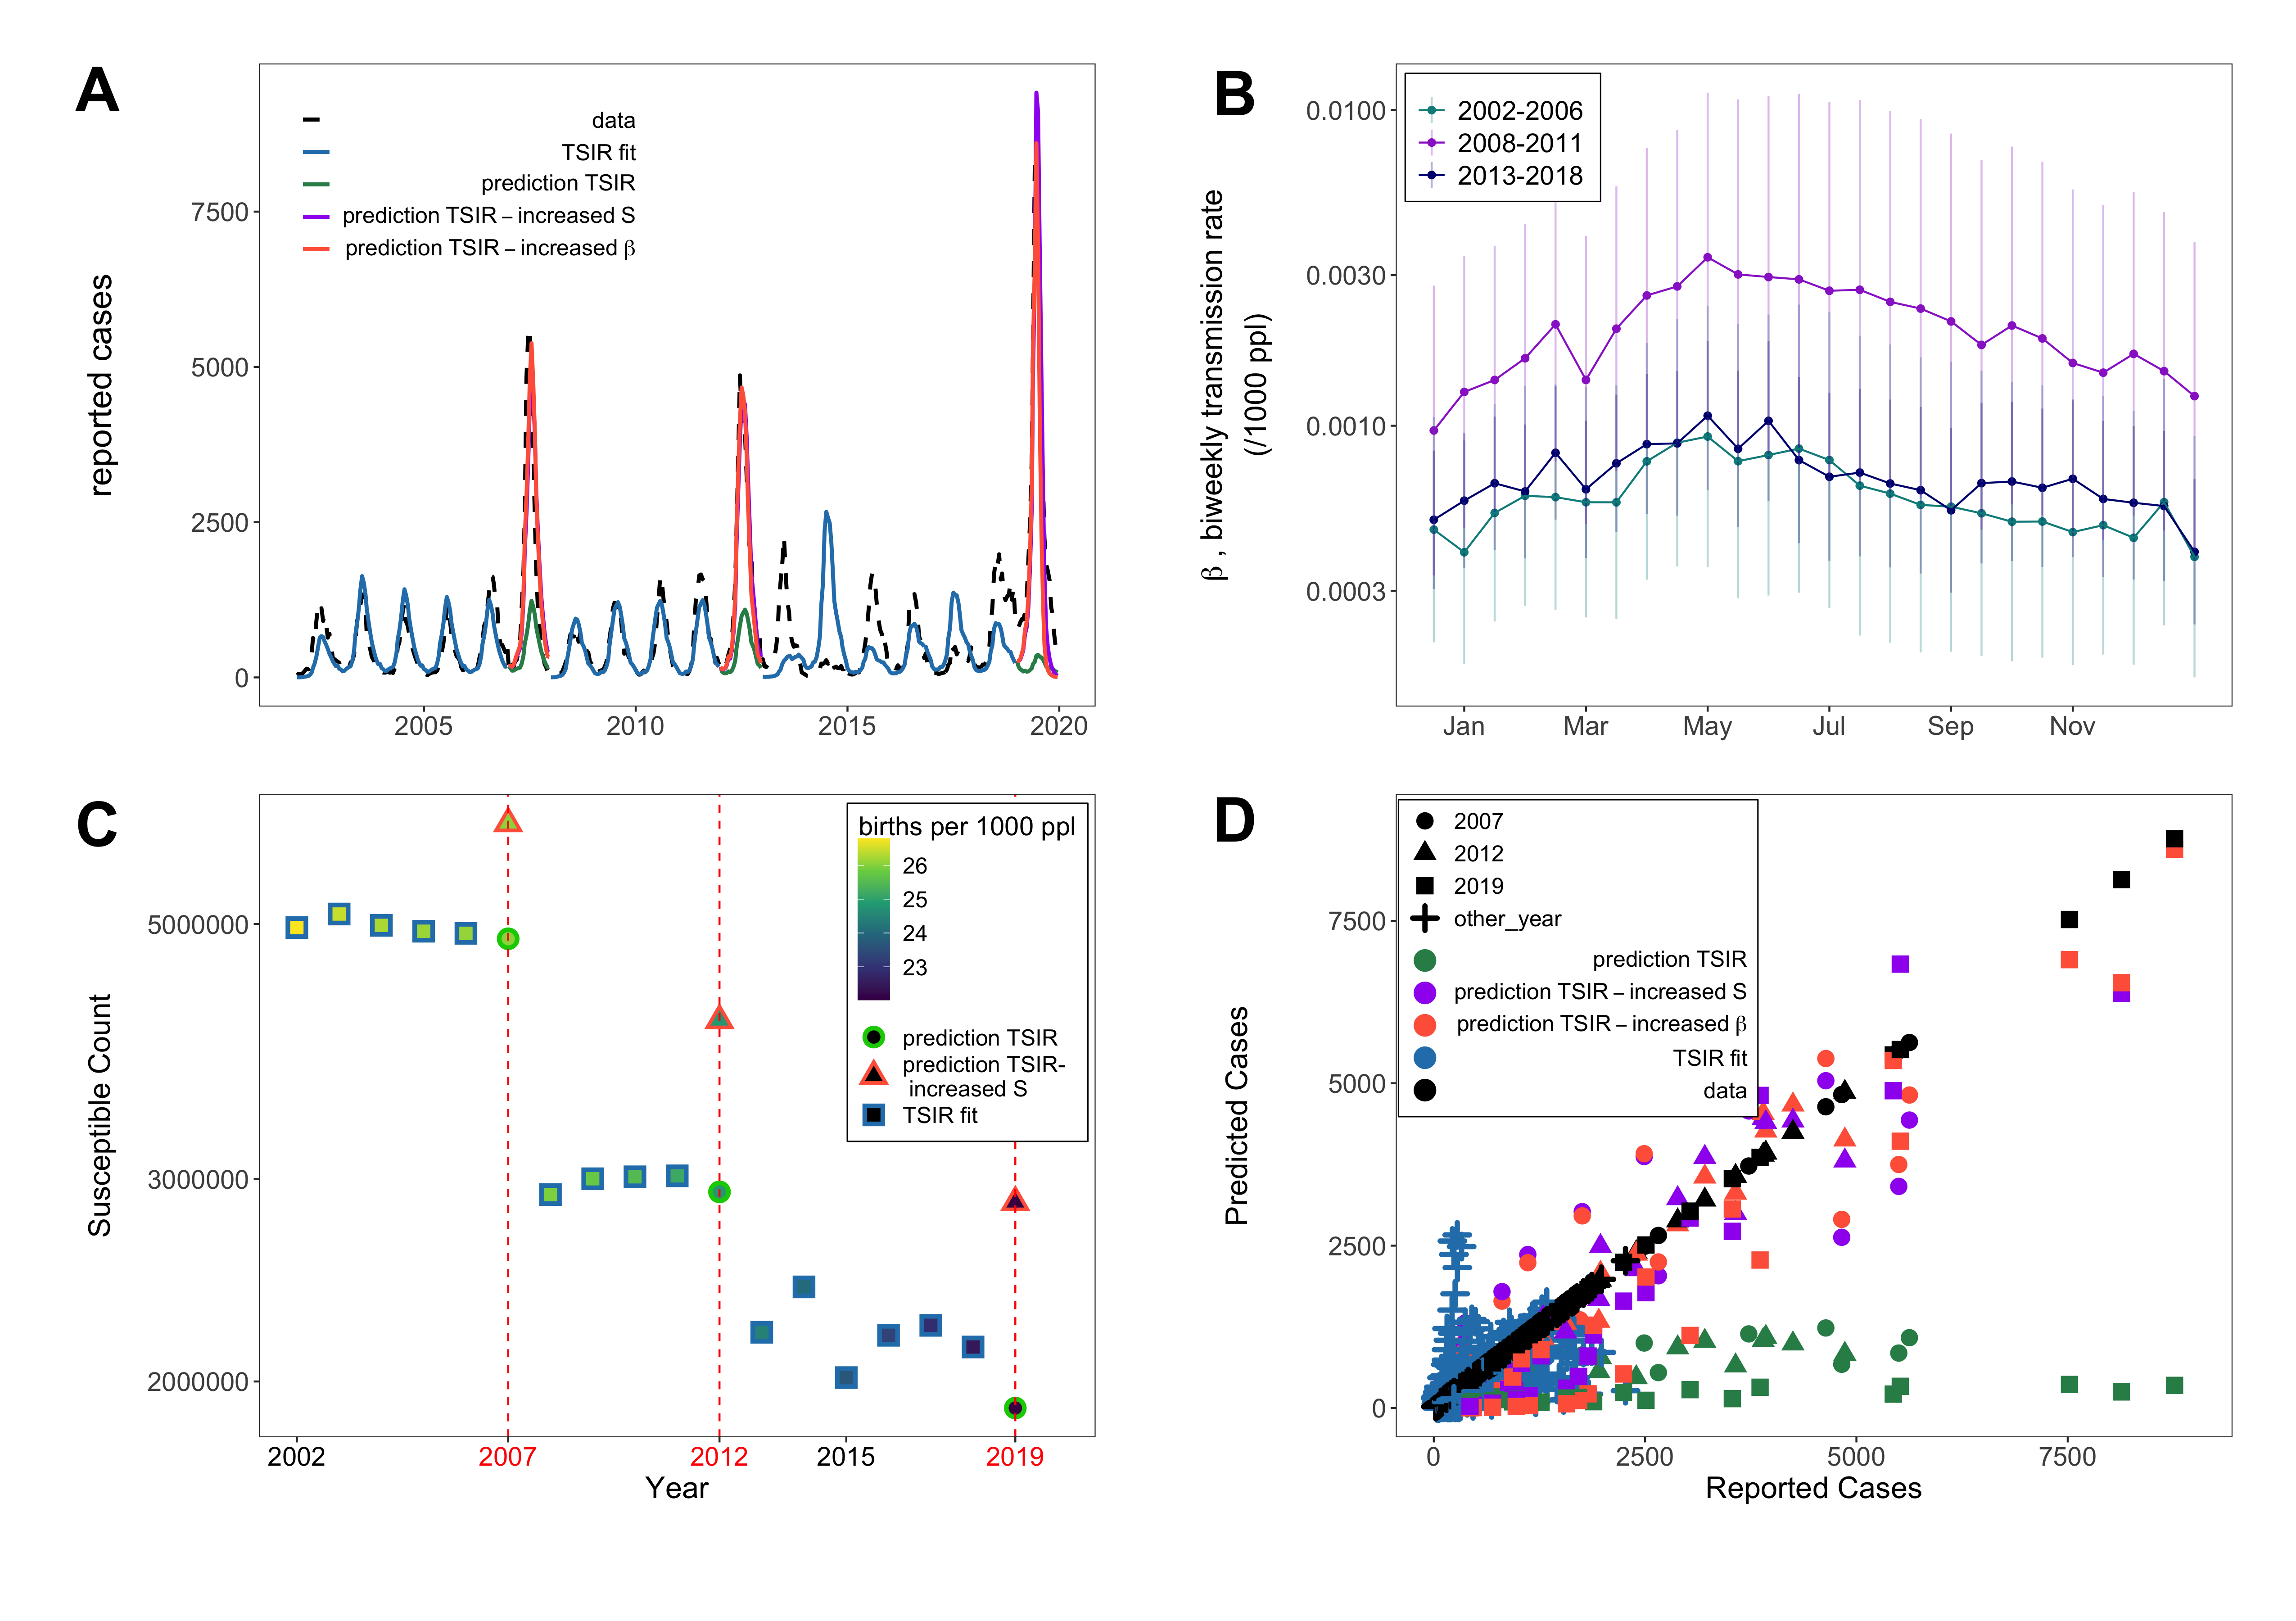 A
data
TSIR fit
prediction TSIR
prediction TSIR – increased S
prediction TSIR – increased β
reported cases
7500
5000
2500
0
2005
2010
2015
2020
B
2002-2006
2008-2011
2013-2018
β , biweekly transmission rate
(/1000 ppl)
0.0100
0.0030
0.0010
0.0003
Jan
Mar
May
Jul
Sep
Nov
C
births per 1000 ppl
26
25
24
23
prediction TSIR
prediction TSIR-
increased S
TSIR fit
Susceptible Count
5000000
3000000
2000000
2002
2007
2012
2015
2019
Year
D
2007
2012
2019
other_year
prediction TSIR
prediction TSIR – increased S
prediction TSIR – increased β
TSIR fit
data
Predicted Cases
7500
5000
2500
0
0
2500
5000
7500
Reported Cases